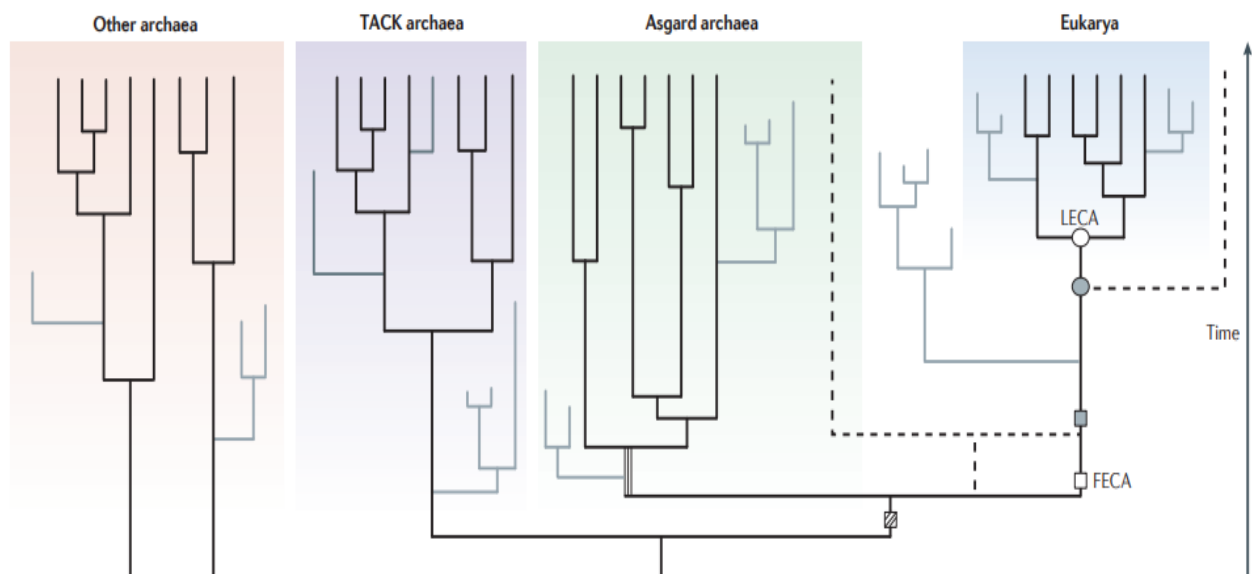 Other archaea
TACK archaea
Asgard archaea
Eukarya
LECA
Time
FECA